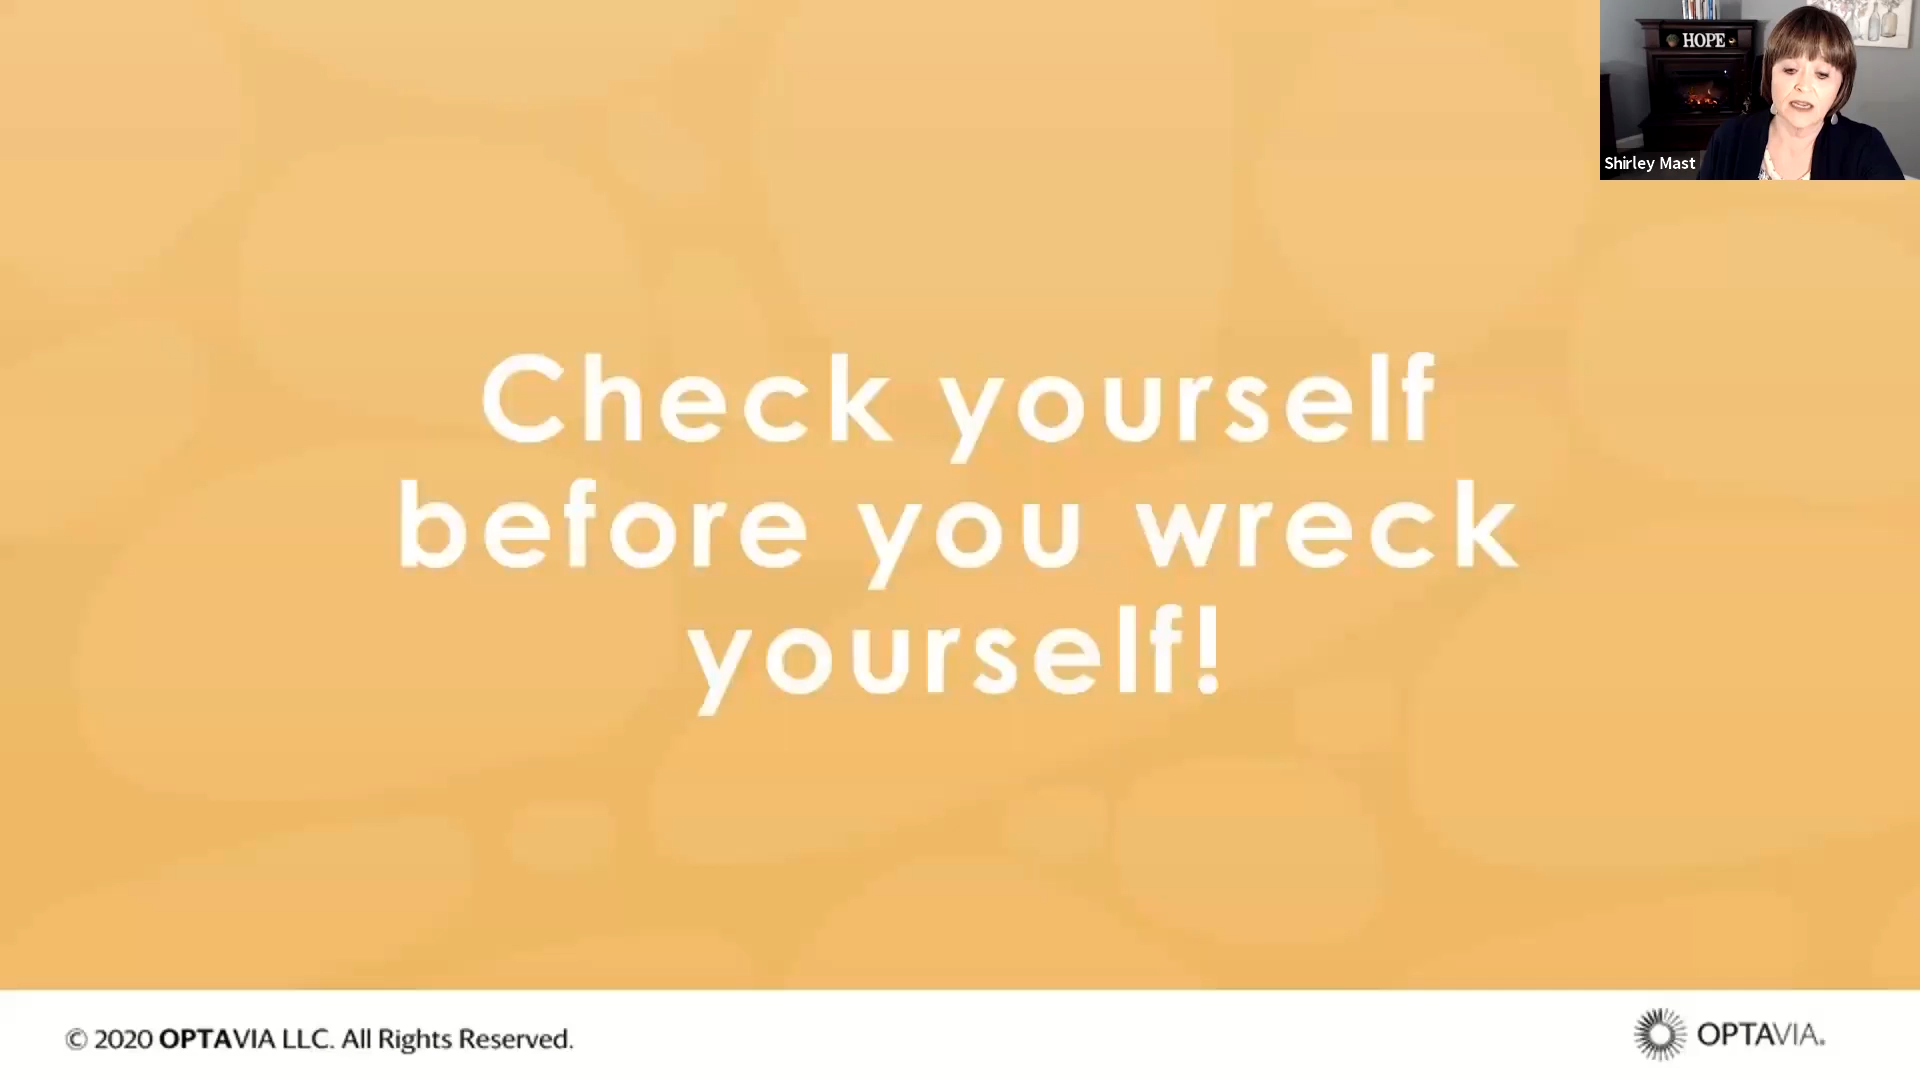 HOPE
Shirley Mast
Check yourself
before you wreck
yourself!
© 2020 OPTAVIA LLC. All Rights Reserved.
OPTAVIA®